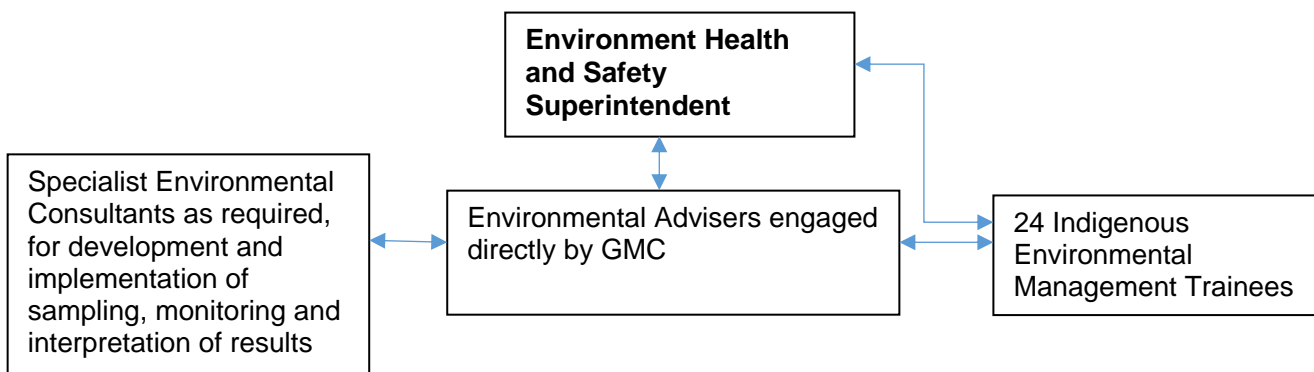 Environment Health
and Safety
Superintendent
Specialist Environmental
Consultants as required,
for development and
implementation of
sampling, monitoring and
interpretation of results
Environmental Advisers engaged
directly by GMC
24 Indigenous
Environmental
Management Trainees